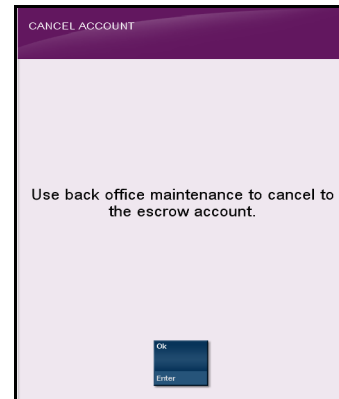 CANCEL ACCOUNT
Use back office maintenance to cancel to
the escrow account.
Ok
Enter